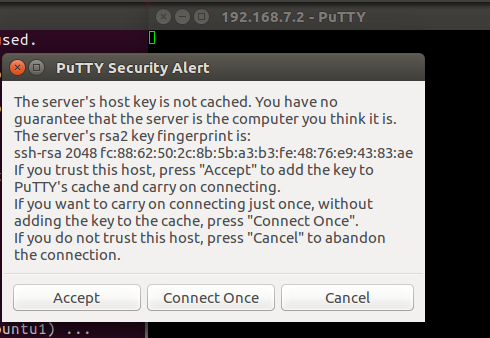 192.168.7.2 - PuTTY
used.
PuTTY Security Alert
The server's host key is not cached. You have no
guarantee that the server is the computer you think it is.
The server's rsa2 key fingerprint is:
ssh-rsa 2048 fc:88:62:50:2c:8b:5b:a3:b3:fe:48:76:e9:43:83:ae
If you trust this host, press "Accept" to add the key to
PuTTY's cache and carry on connecting.
If you want to carry on connecting just once, without
adding the key to the cache, press "Connect Once".
If you do not trust this host, press "Cancel" to abandon
the connection.
Accept Connect Once Cancel
untu1) ...